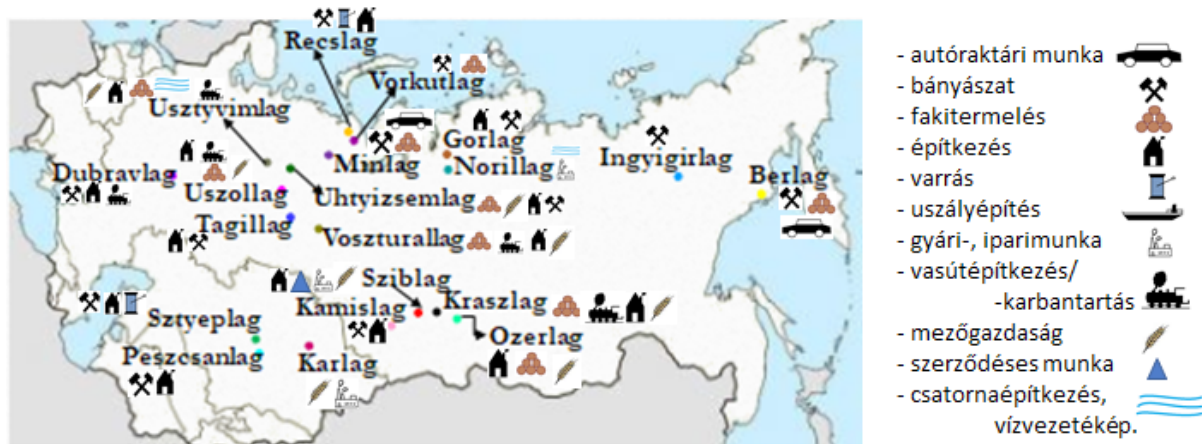 Recslag
Vorkutlag
Usztyvimlag
Gorlag
Minlag
Norillag
Ingyigirlag
Dubravlag
Berlag
Uszollag
Uhtyizsemlag
Tagillag
Voszturallag
Sziblag
Kamislag
Kraszlag
Sztyeplag
Ozerlag
Peszcsanlag
Karlag
- autóraktári munka
- bányászat
- fakitermelés
- építkezés
- varrás
- uszályépítés
- gyári-, iparimunka
- vasútépítkezés/
-karbantartás
- mezőgazdaság
- szerződéses munka
- csatornaépítkezés,
vízvezetékép.